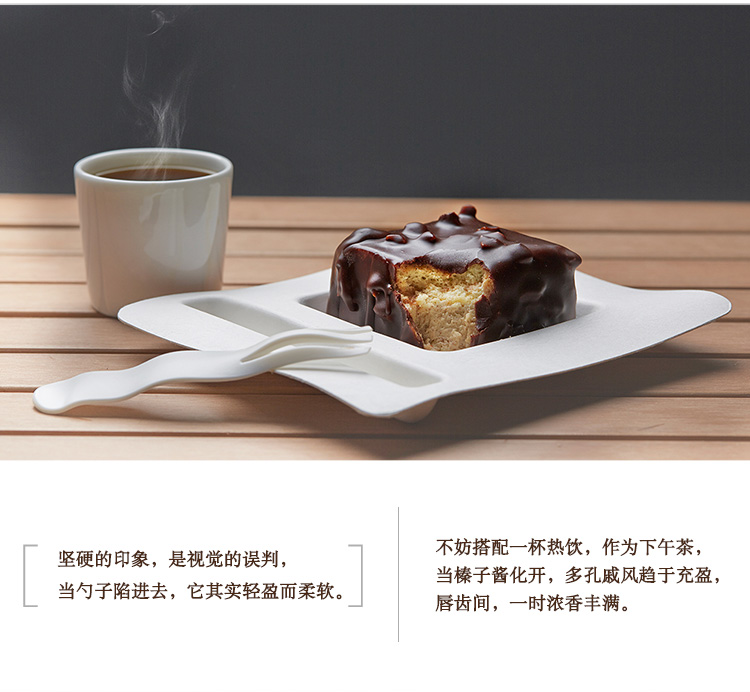 坚硬的印象，是视觉的误判，
当勺子陷进去，它其实轻盈而柔软。
不妨搭配一杯热饮，作为下午茶，
当榛子酱化开，多孔戚风趋于充盈，
唇齿间，一时浓香丰满。